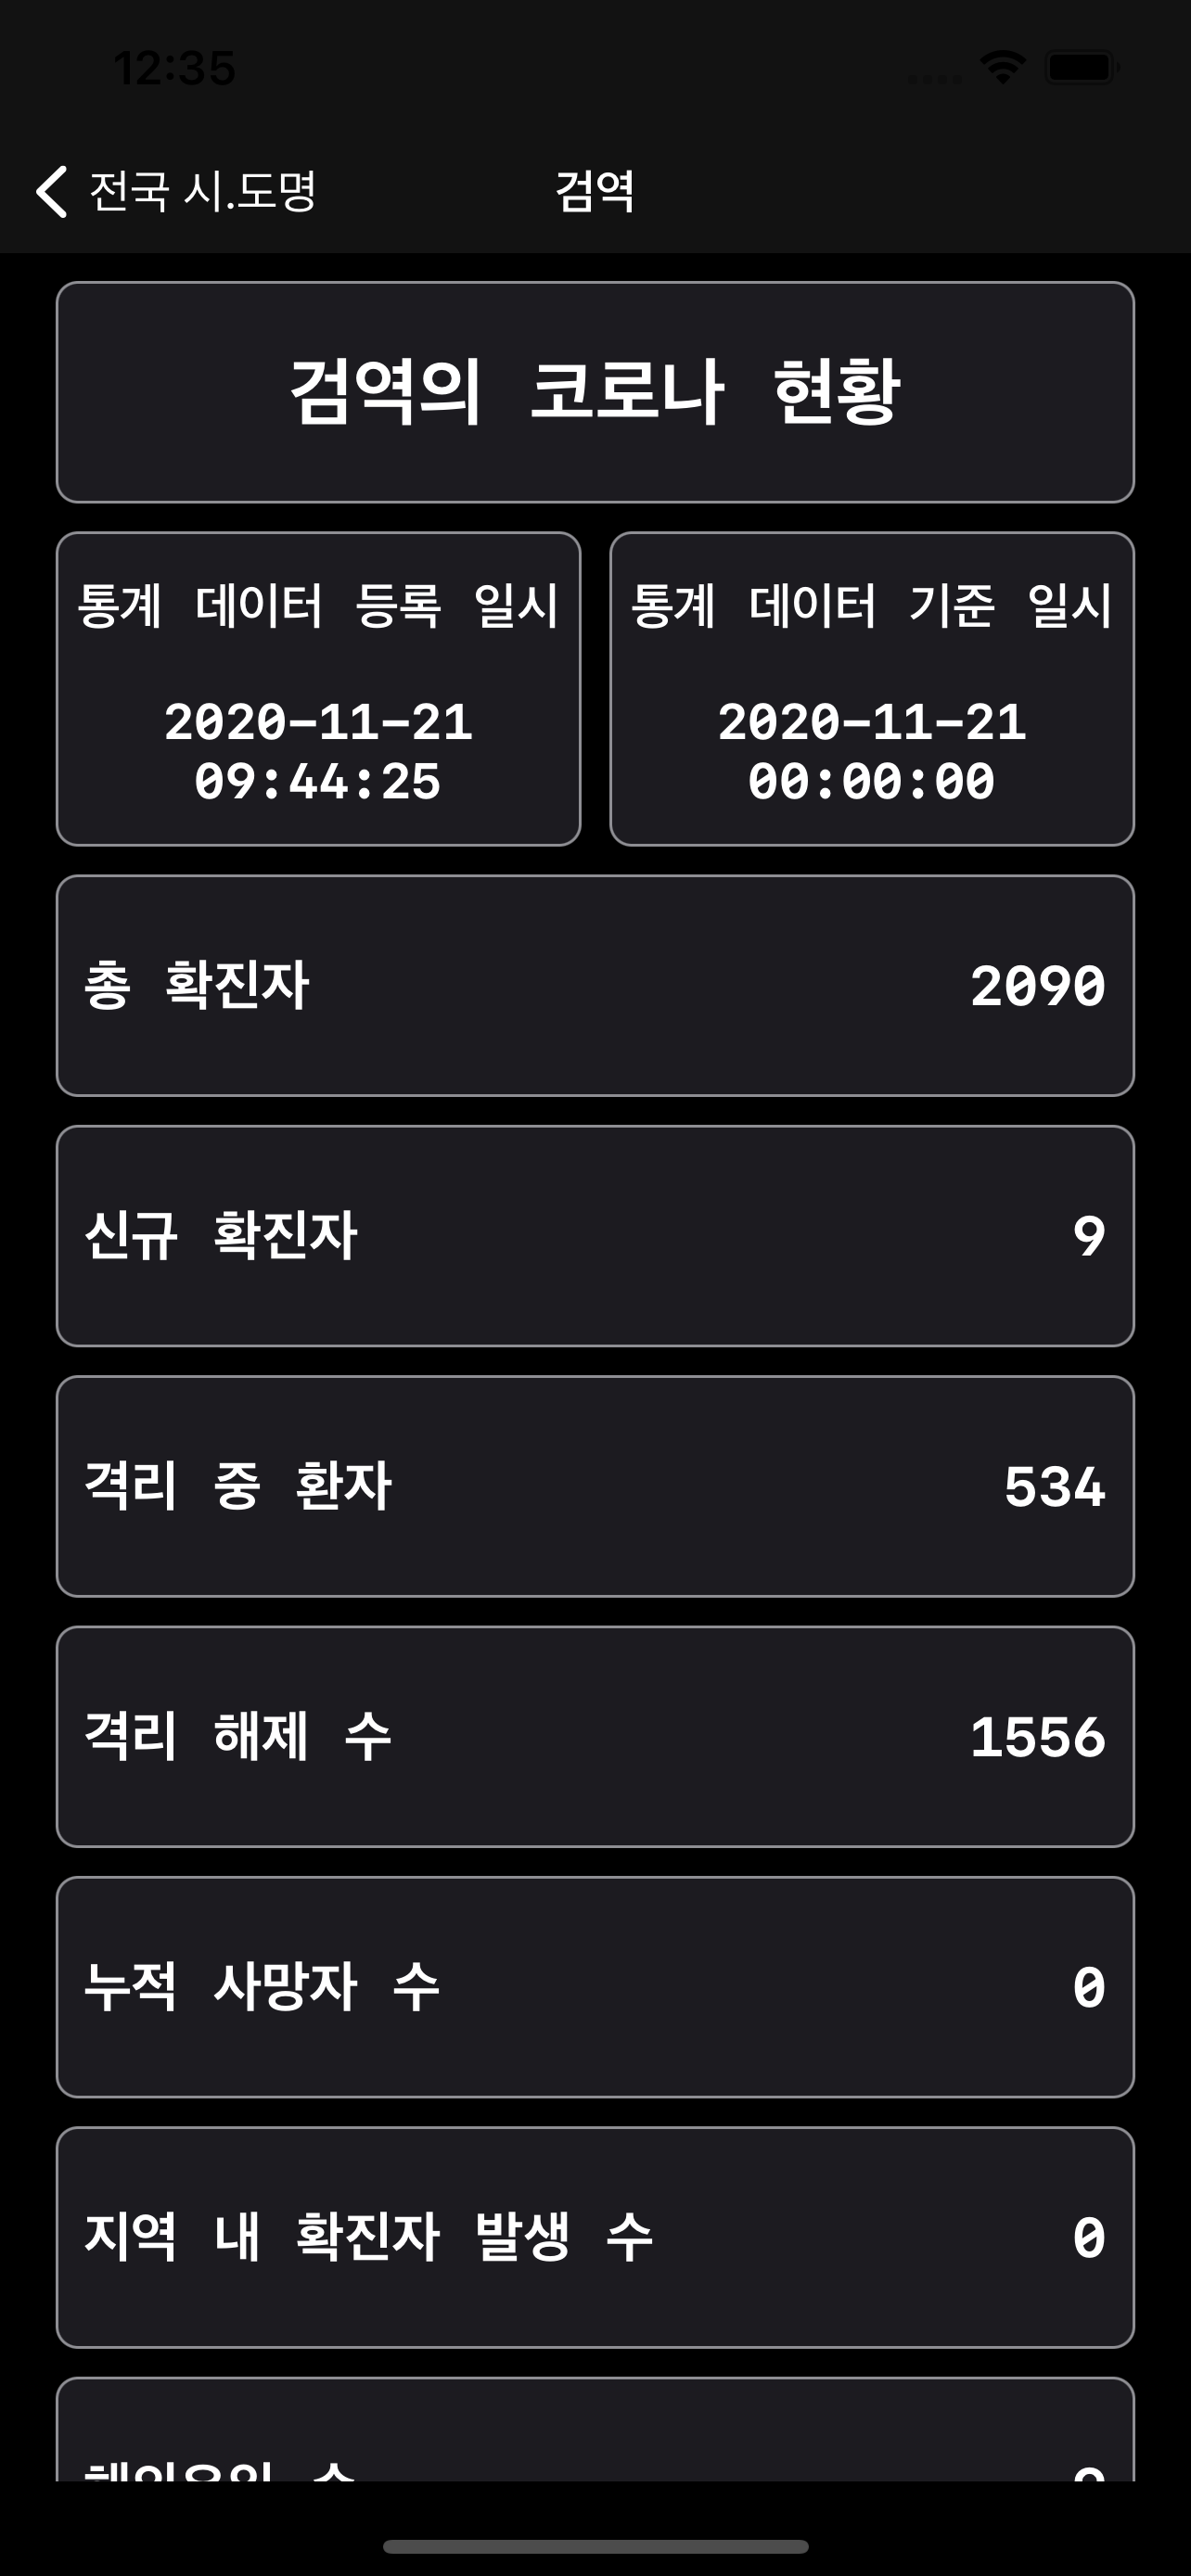 12:35
전국 시.도명
검역
검역의 코로나 현황
통계 데이터 등록 일시
2020-11-21
09:44:25
통계 데이터 기준 일시
2020-11-21
00:00:00
총 확진자
2090
신규 확진자
9
격리 중 환자
534
격리 해제 수
1556
누적 사망자 수
0
지역 내 확진자 발생 수
0